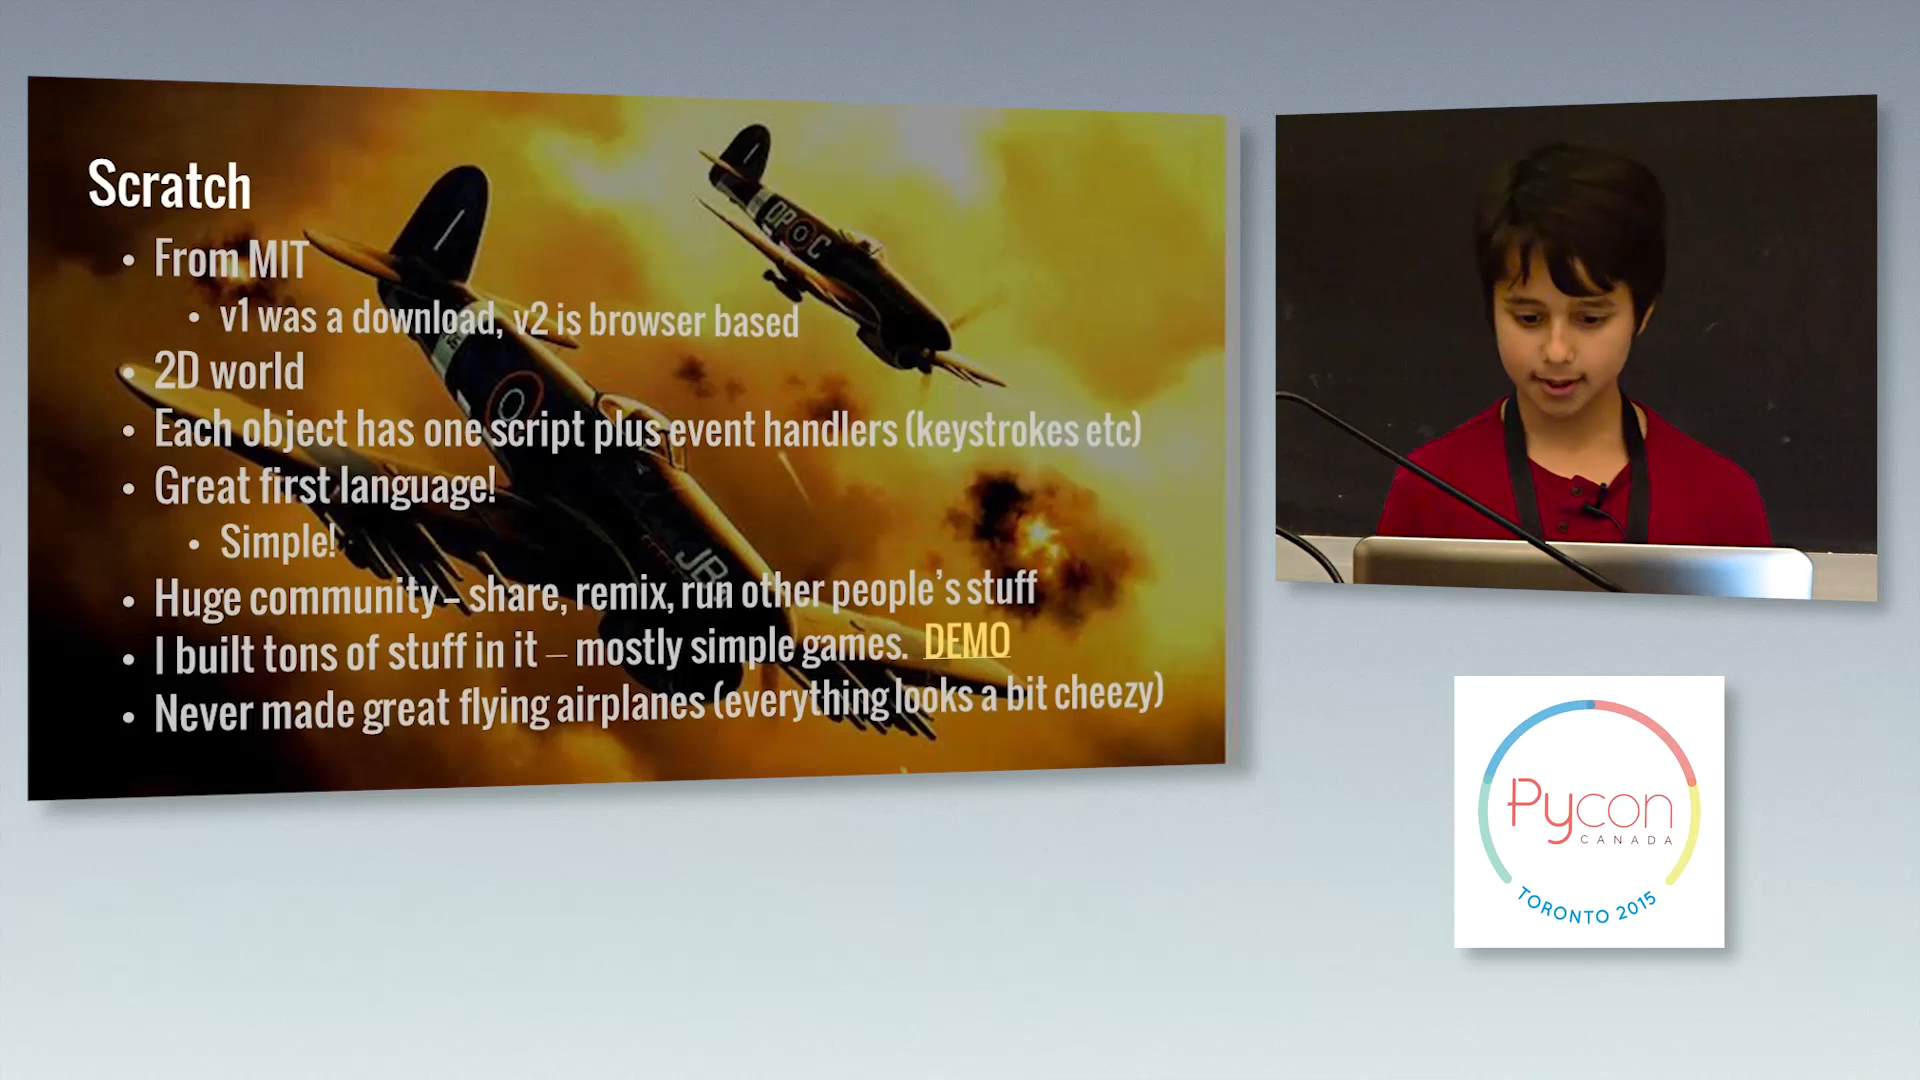 Scratch
• From MIT
• v1 was a download, v2 is browser based
• 2D world
• Each object has one script plus event handlers (keystrokes etc)
• Great first language!
• Simple!
• Huge community – share, remix, run other people's stuff
• I built tons of stuff in it – mostly simple games. DEMO
• Never made great flying airplanes (everything looks a bit cheezy)
OP C
JR
Pycon
CANADA
TORONTO 2015